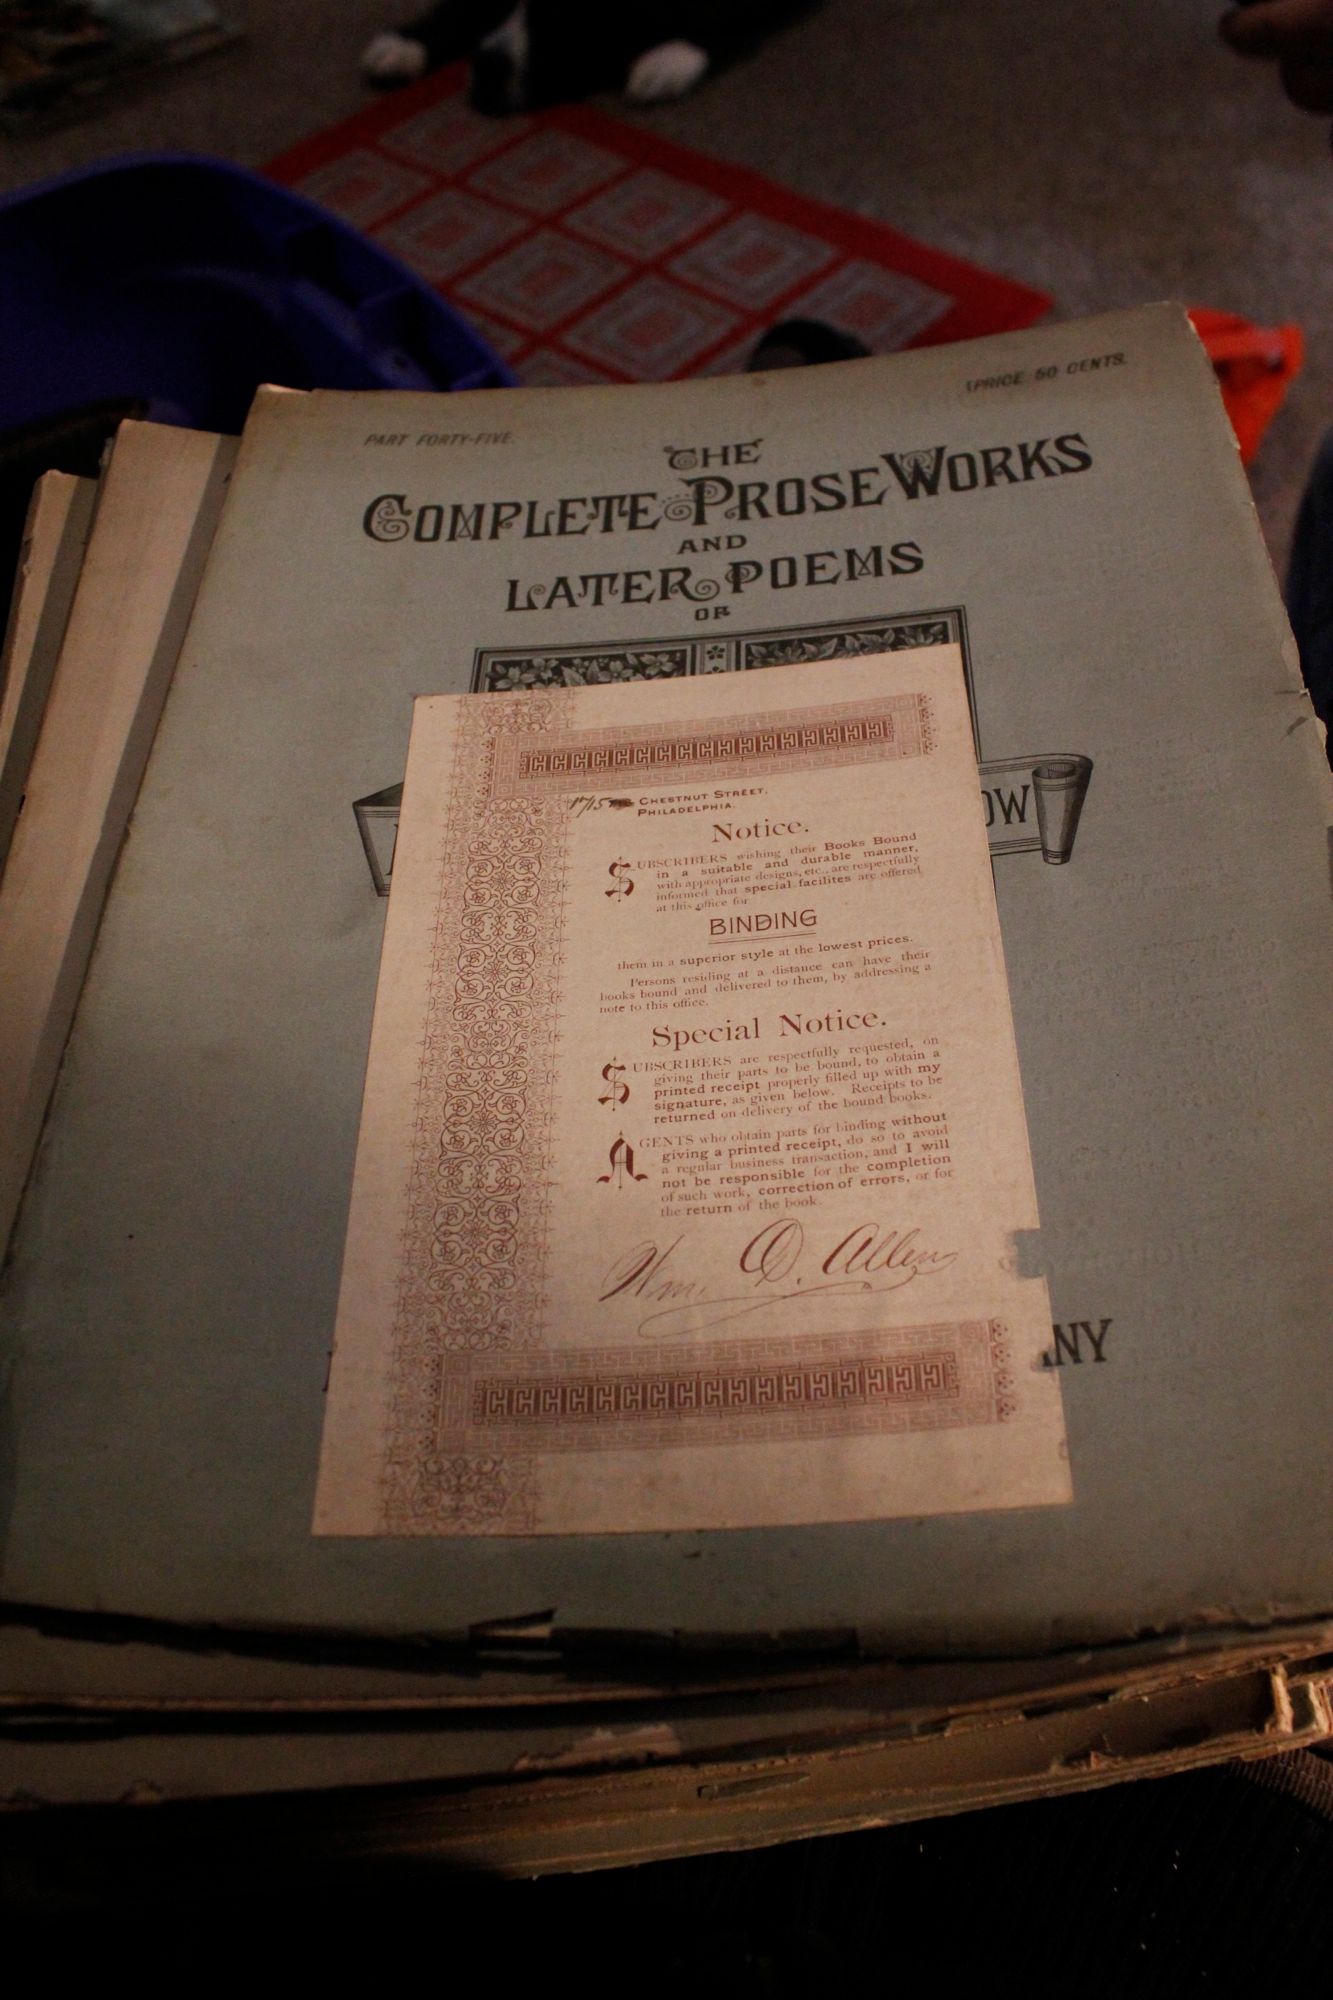 PART FORTY-FIVE.
PRICE 50 CENTS.
THE
COMPLETE PROSE WORKS
AND
LATER POEMS
OF
OW
NY
1715 CHESTNUT STREET,
PHILADELPHIA.
Notice.
SUBSCRIBERS wishing their Books Bound
in a suitable and durable manner,
with appropriate designs, etc., are respectfully
informed that special facilites are offered
at this office for
BINDING
them in a superior style at the lowest prices.
Persons residing at a distance can have their
books bound and delivered to them, by addressing a
note to this office.
Special Notice.
SUBSCRIBERS are respectfully requested, on
giving their parts to be bound, to obtain a
printed receipt properly filled up with my
signature, as given below. Receipts to be
returned on delivery of the bound books.
AGENTS who obtain parts for binding without
giving a printed receipt, do so to avoid
a regular business transaction, and I will
not be responsible for the completion
of such work, correction of errors, or for
the return of the book.
Wm. D. Allen